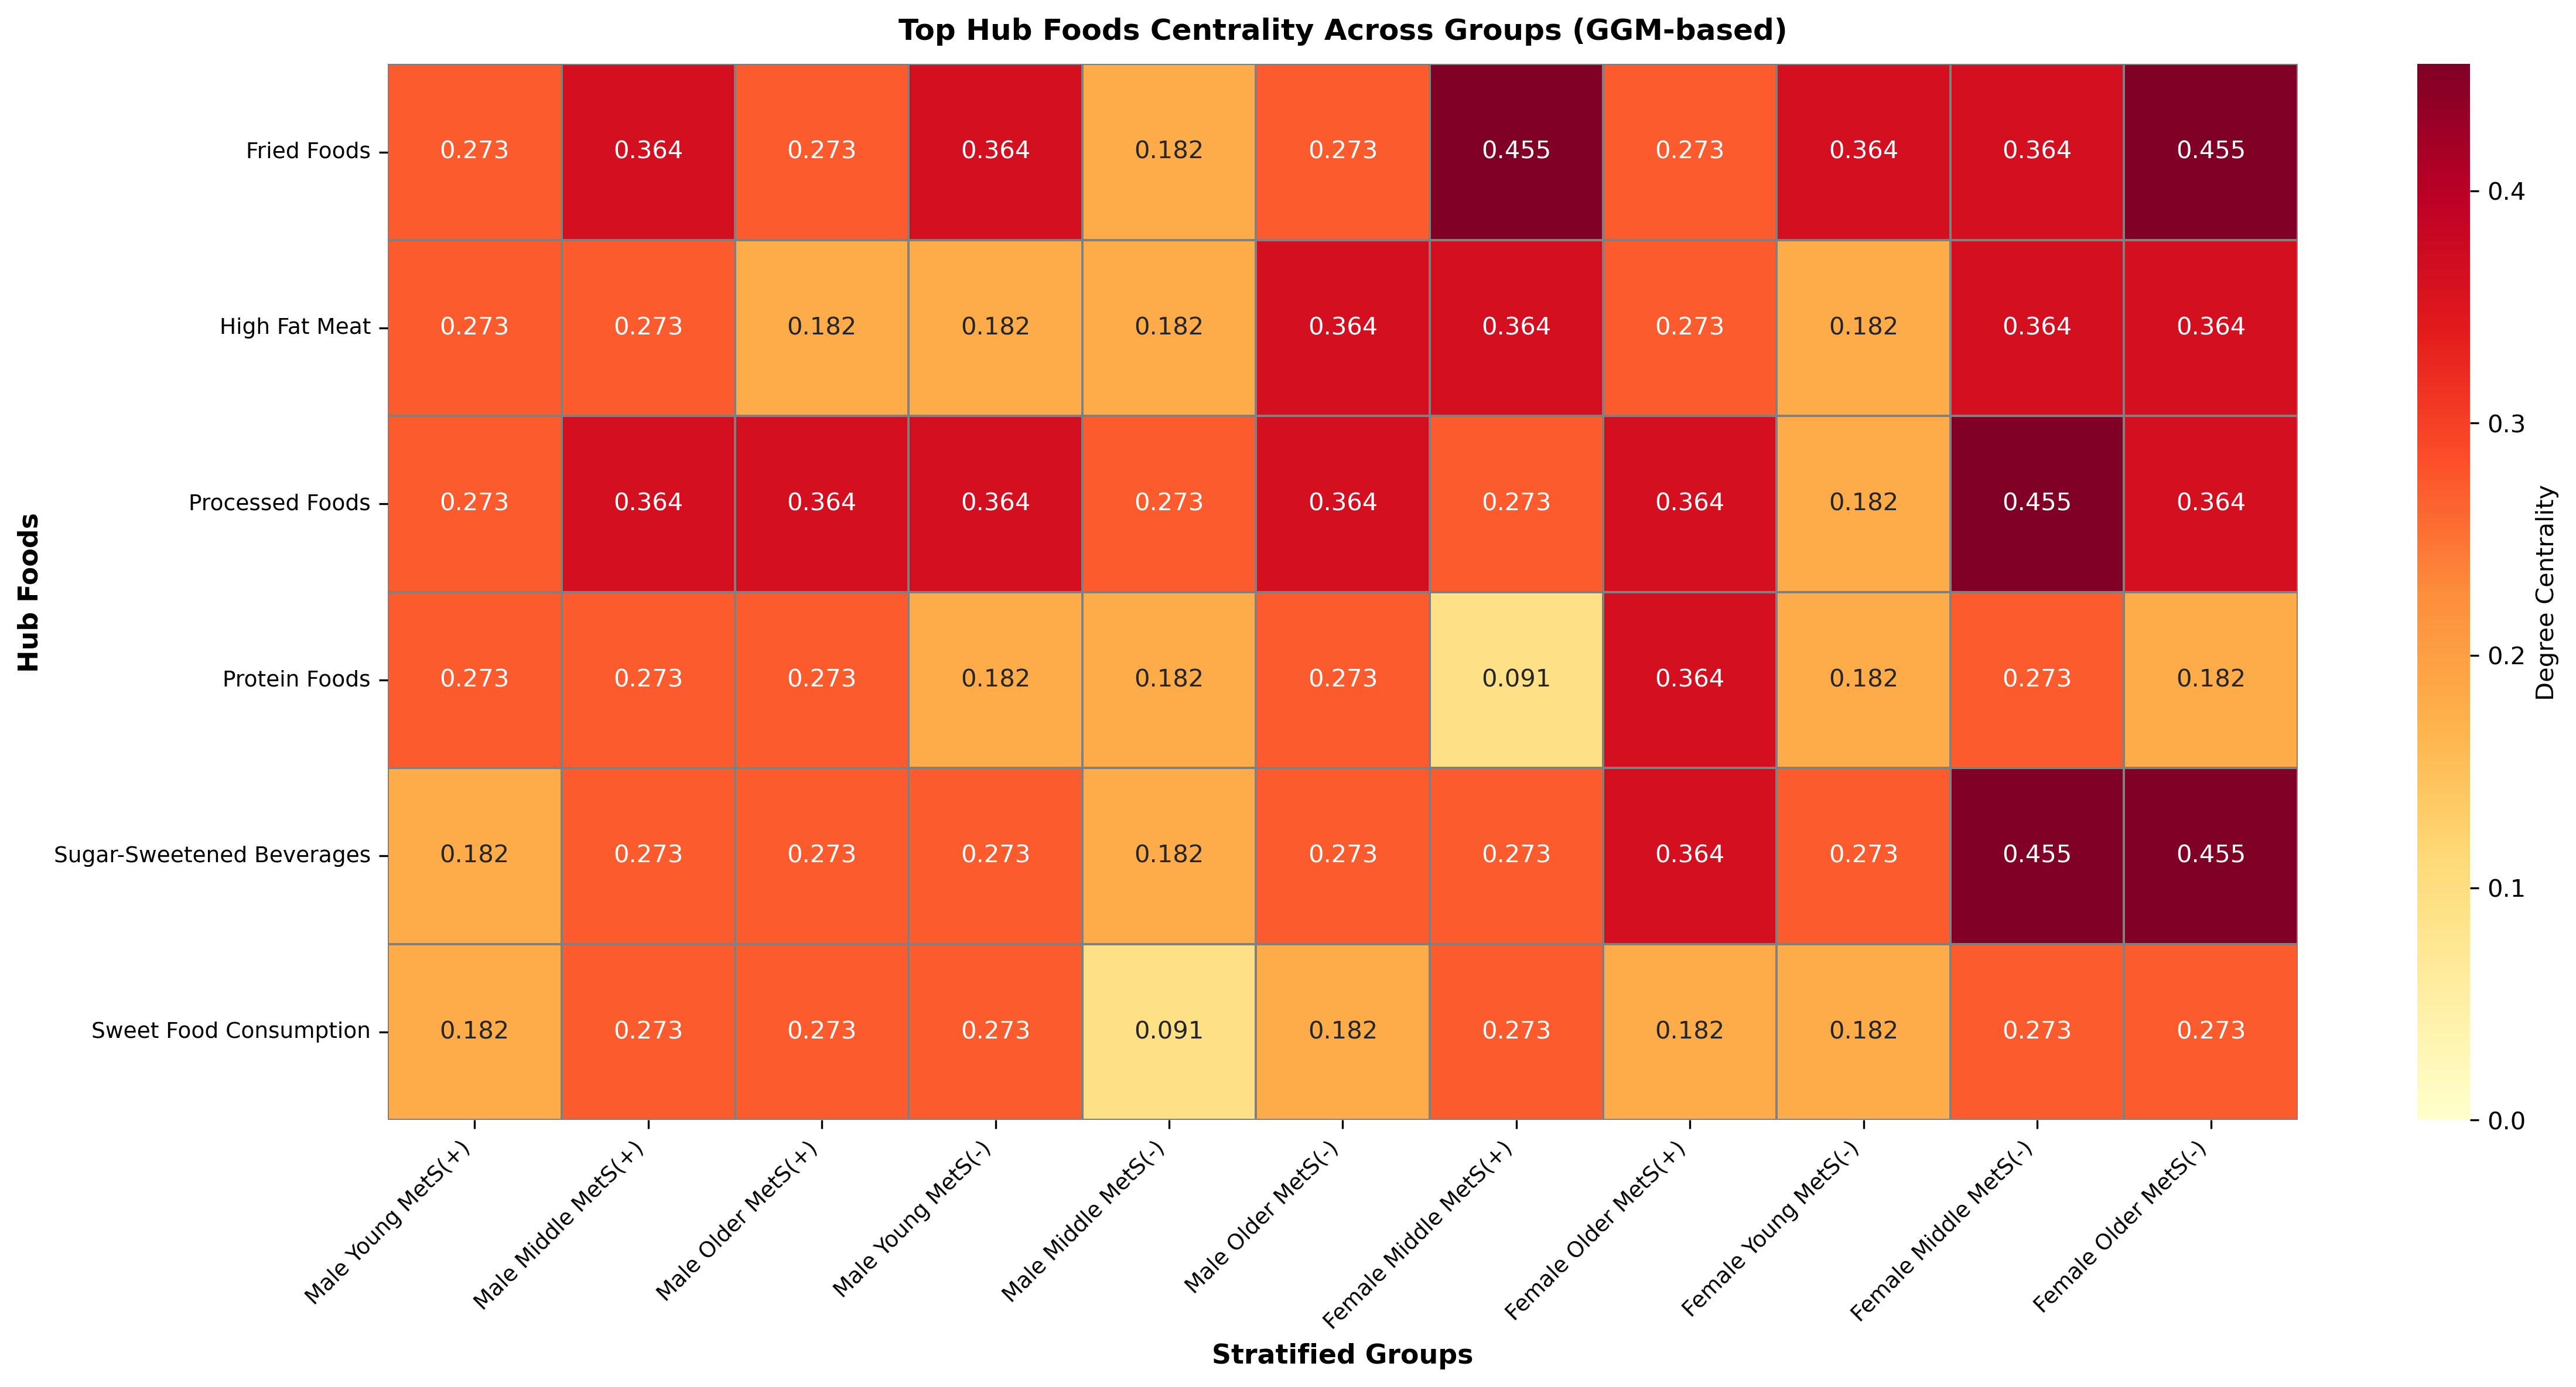 Top Hub Foods Centrality Across Groups (GGM-based)
Hub Foods
Fried Foods 0.273 0.364 0.273 0.364 0.182 0.273 0.455 0.273 0.364 0.364 0.455
High Fat Meat 0.273 0.273 0.182 0.182 0.182 0.364 0.364 0.273 0.182 0.364 0.364
Processed Foods 0.273 0.364 0.364 0.364 0.273 0.364 0.273 0.364 0.182 0.455 0.364
Protein Foods 0.273 0.273 0.273 0.182 0.182 0.273 0.091 0.364 0.182 0.273 0.182
Sugar-Sweetened Beverages 0.182 0.273 0.273 0.273 0.182 0.273 0.273 0.364 0.273 0.455 0.455
Sweet Food Consumption 0.182 0.273 0.273 0.273 0.091 0.182 0.273 0.182 0.182 0.273 0.273
Male Young MetS(+)
Male Middle MetS(+)
Male Older MetS(+)
Male Young MetS(-)
Male Middle MetS(-)
Male Older MetS(-)
Female Middle MetS(+)
Female Older MetS(+)
Female Young MetS(-)
Female Middle MetS(-)
Female Older MetS(-)
Stratified Groups
0.4
0.3
0.2
0.1
0.0
Degree Centrality